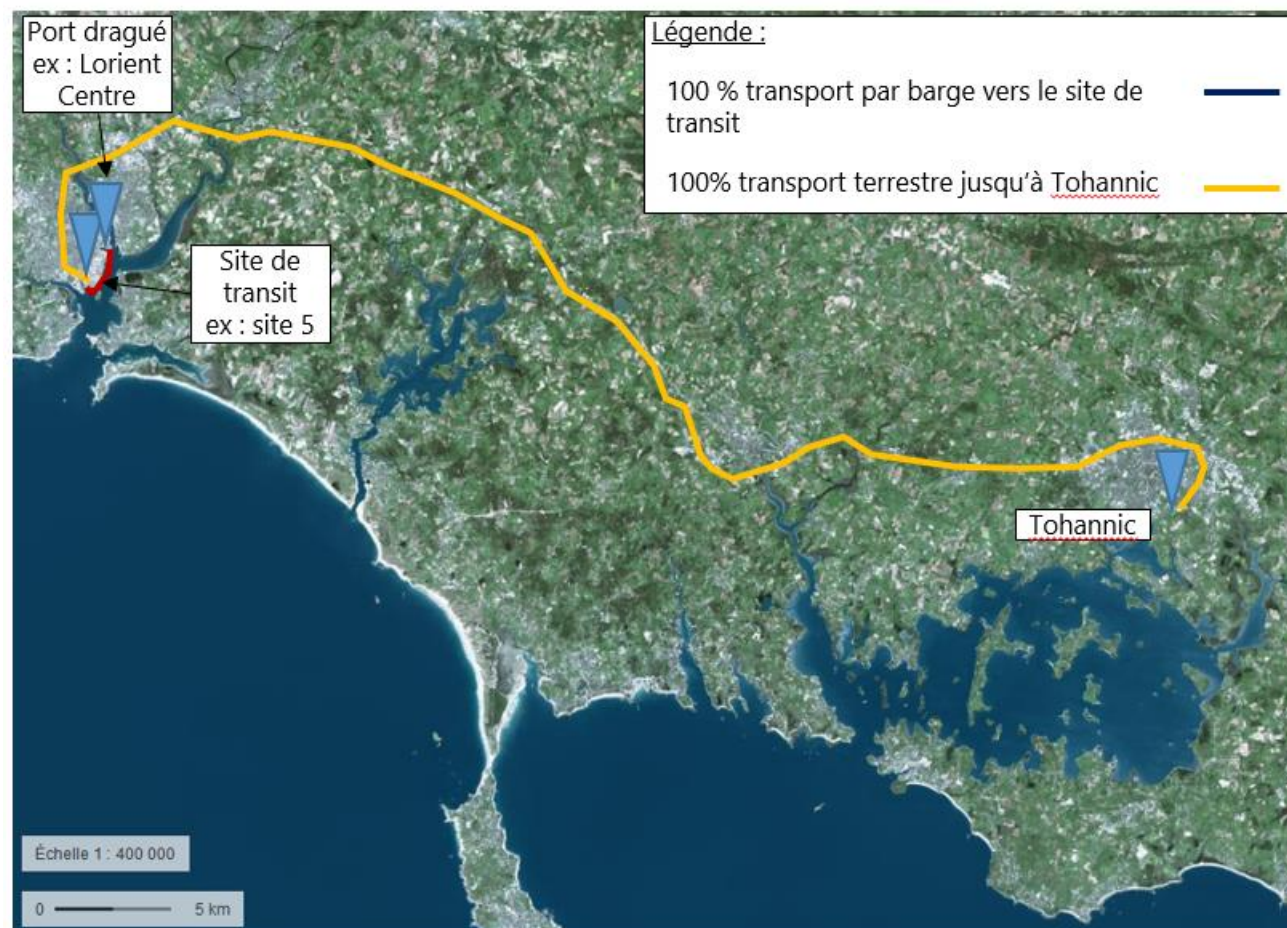 Port dragué
ex : Lorient
Centre
Légende :
100 % transport par barge vers le site de
transit
100% transport terrestre jusqu'à Tohannic
Site de
transit
ex : site 5
Tohannic
Échelle 1 : 400 000
0 5 km